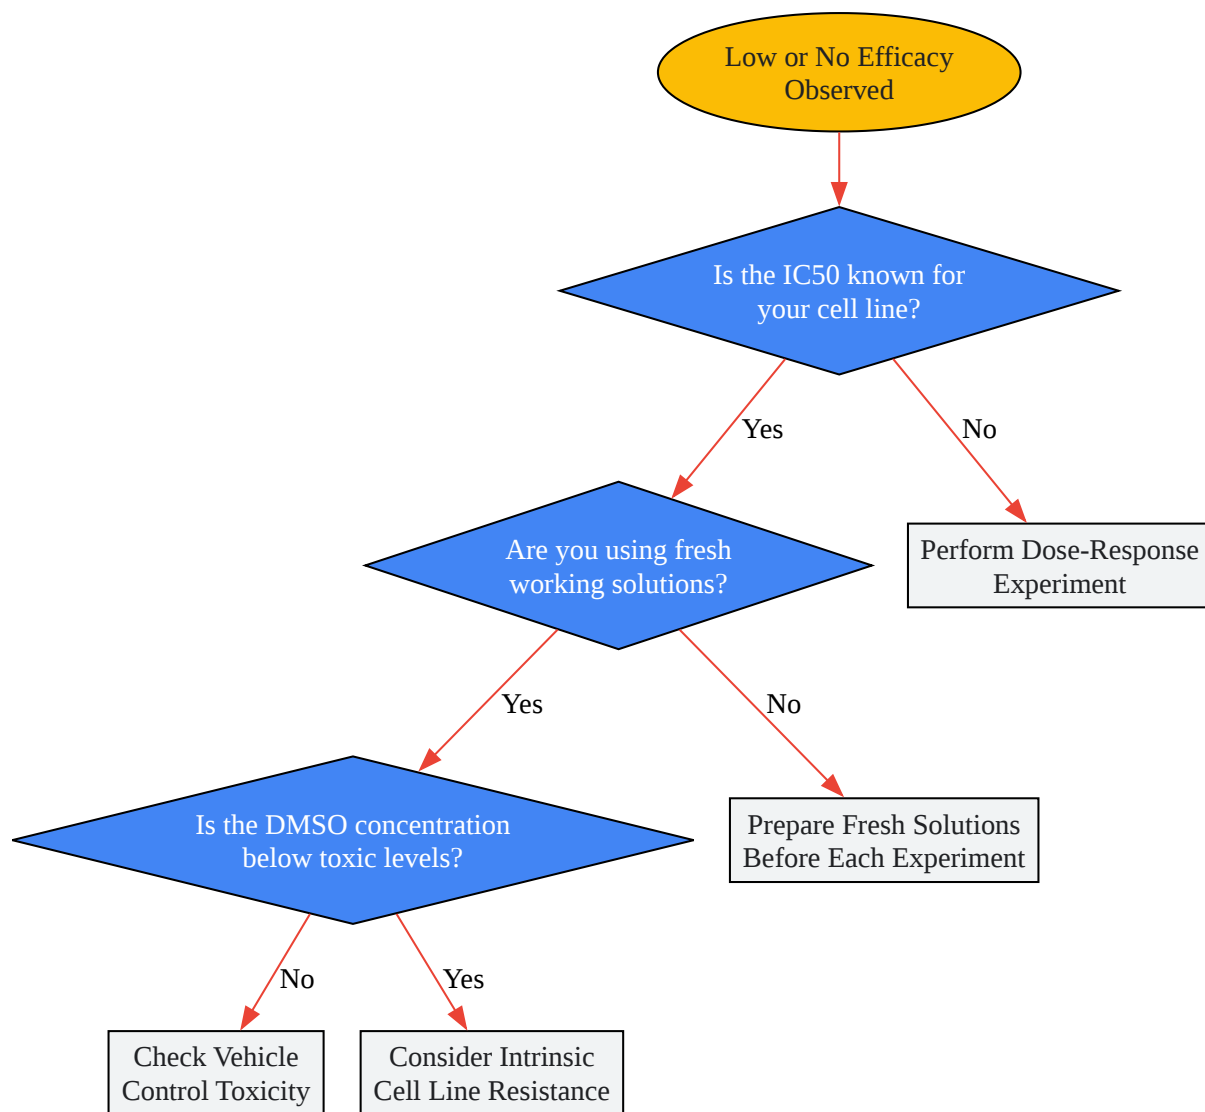 Low or No Efficacy
Observed
Is the IC50 known for
your cell line?
Yes
No
Are you using fresh
working solutions?
Perform Dose-Response
Experiment
Yes
No
Is the DMSO concentration
below toxic levels?
Prepare Fresh Solutions
Before Each Experiment
No
Yes
Check Vehicle
Control Toxicity
Consider Intrinsic
Cell Line Resistance